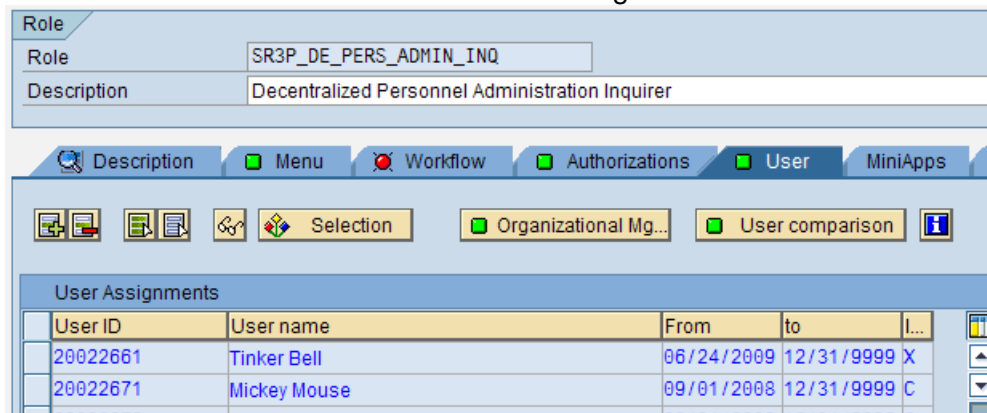 Role
Role SR3P_DE_PERS_ADMIN_INQ
Description Decentralized Personnel Administration Inquirer
Description Menu Workflow Authorizations User MiniApps
Selection Organizational Mg... User comparison
User Assignments
User ID User name From to I...
20022661 Tinker Bell 06/24/2009 12/31/9999 X
20022671 Mickey Mouse 09/01/2008 12/31/9999 C